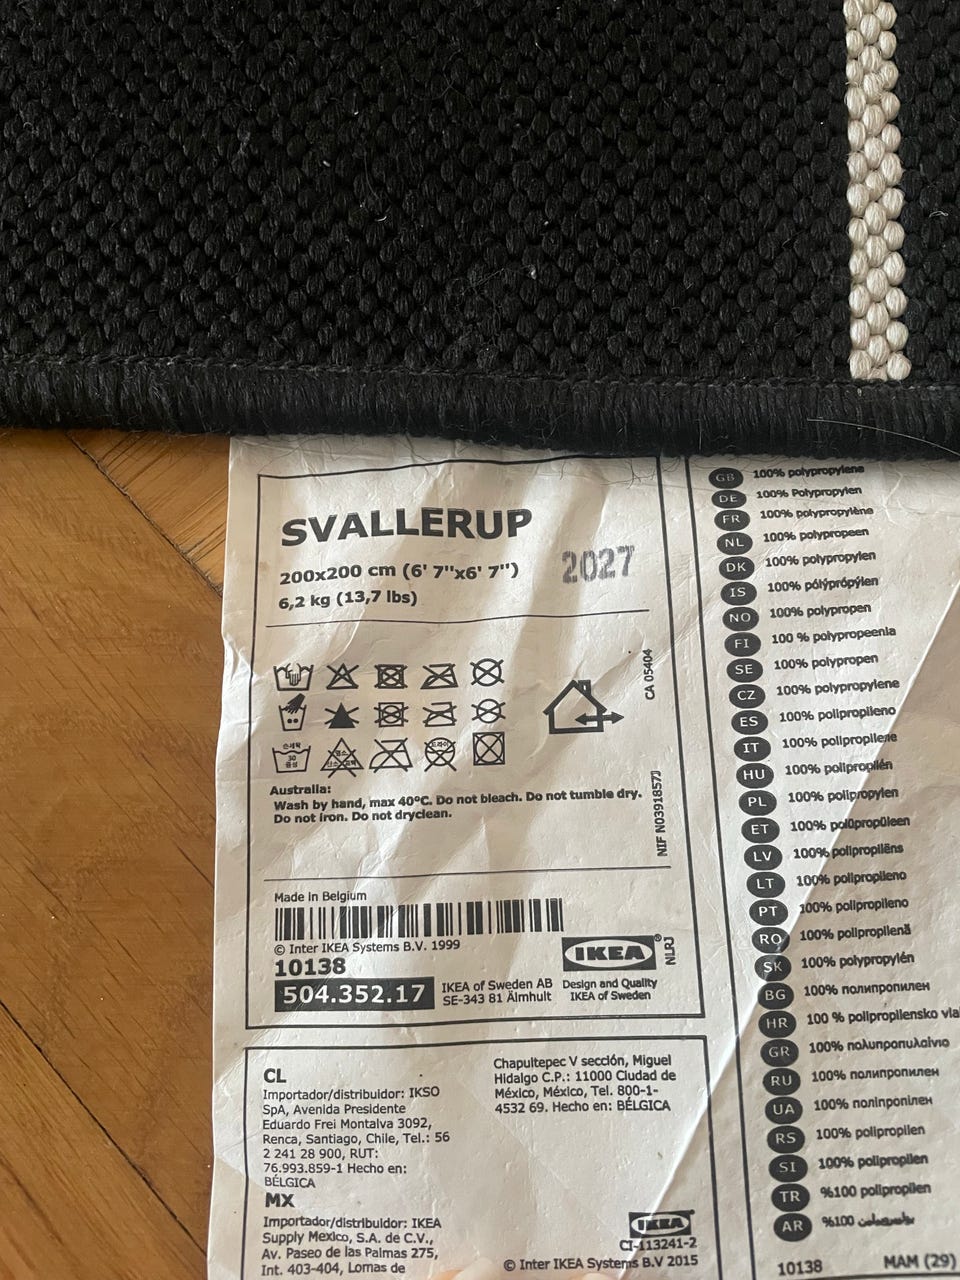 SVALLERUP
200x200 cm (6' 7"x6' 7")
6,2 kg (13,7 lbs)
2027
CA 05404
NIF N0391857J
손세탁
30
중성
Australia:
Wash by hand, max 40°C. Do not bleach. Do not tumble dry.
Do not iron. Do not dryclean.
Made in Belgium
© Inter IKEA Systems B.V. 1999
10138
504.352.17
IKEA of Sweden AB
SE-343 81 Älmhult
IKEA®
NLRJ
Design and Quality
IKEA of Sweden
CL
Importador/distribuidor: IKSO
SpA, Avenida Presidente
Eduardo Frei Montalva 3092,
Renca, Santiago, Chile, Tel.: 56
2 241 28 900, RUT:
76.993.859-1 Hecho en:
BÉLGICA
MX
Importador/distribuidor: IKEA
Supply Mexico, S.A. de C.V.,
Av. Paseo de las Palmas 275,
Int. 403-404, Lomas de
Chapultepec V sección, Miguel
Hidalgo C.P.: 11000 Ciudad de
México, México, Tel. 800-1-
4532 69. Hecho en: BÉLGICA
IKEA
CI-113241-2
© Inter IKEA Systems B.V 2015
GB 100% polypropylene
DE 100% Polypropylen
FR 100% polypropylène
NL 100% polypropeen
DK 100% polypropylen
IS 100% pólýprópýlen
NO 100% polypropen
FI 100 % polypropeenia
SE 100% polypropen
CZ 100% polypropylene
ES 100% polipropileno
IT 100% polipropilene
HU 100% polipropilén
PL 100% polipropylen
ET 100% polüpropüleen
LV 100% polipropilēns
LT 100% polipropileno
PT 100% polipropileno
RO 100% polipropilenă
SK 100% polypropylén
BG 100% полипропилен
HR 100 % polipropilensko
GR 100% πολυπροπυλαίνιο
RU 100% полипропилен
UA 100% поліпропілен
RS 100% polipropilen
SI 100% polipropilen
TR %100 polipropilen
AR %100
10138
MAM (29)